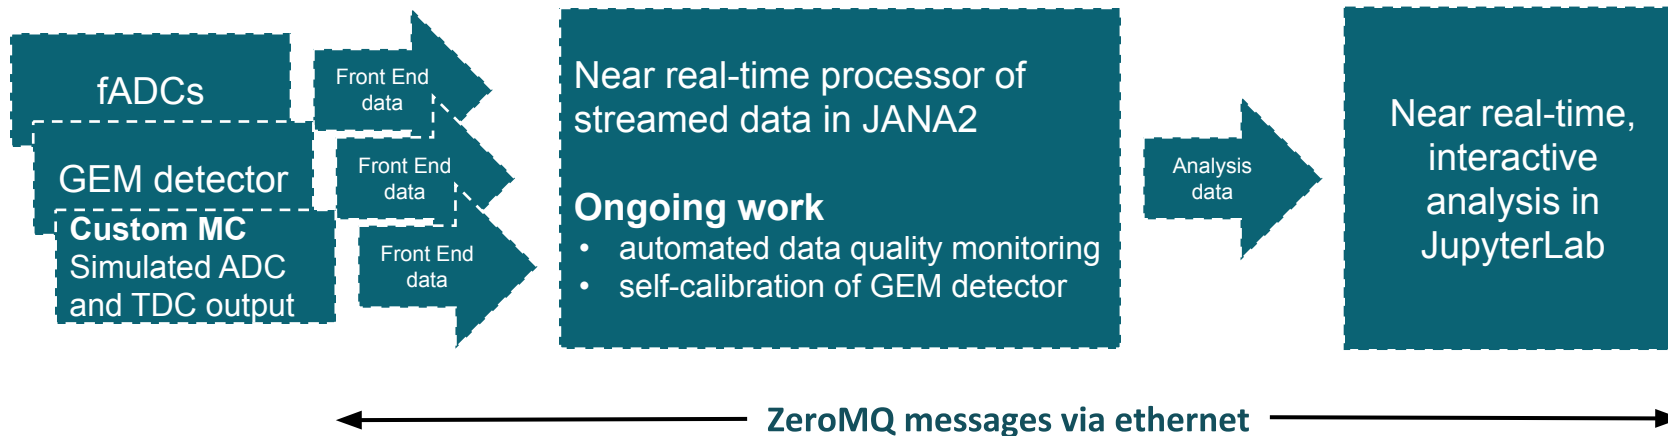 fADCs
GEM detector
Custom MC
Simulated ADC
and TDC output
Front End
data
Front End
data
Front End
data
Near real-time processor of
streamed data in JANA2
Ongoing work
• automated data quality monitoring
• self-calibration of GEM detector
Analysis
data
Near real-time,
interactive
analysis in
JupyterLab
ZeroMQ messages via ethernet